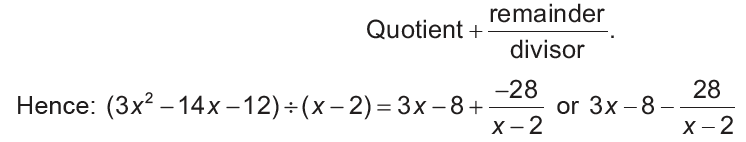 Quotient + remainder/divisor.
Hence: (3x² – 14x – 12) ÷ (x – 2) = 3x – 8 + –28/x – 2 or 3x – 8 – 28/x – 2